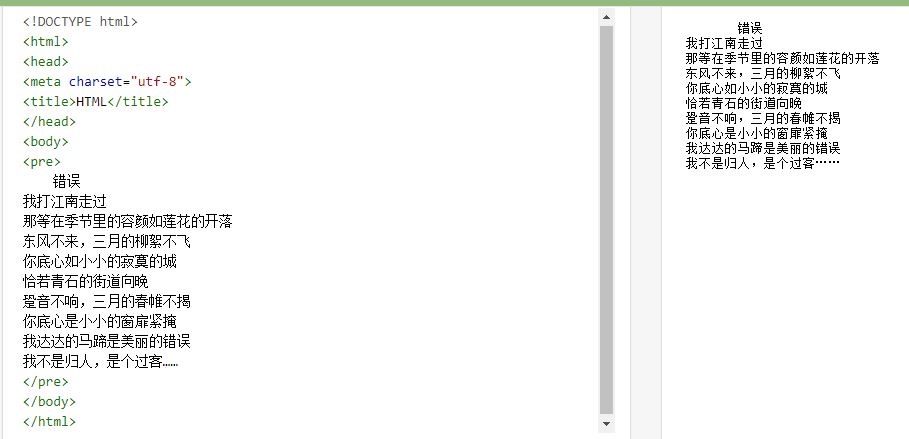 <!DOCTYPE html>
<html>
<head>
<meta charset="utf-8">
<title>HTML</title>
</head>
<body>
<pre>
    错误
我打江南走过
那等在季节里的容颜如莲花的开落
东风不来，三月的柳絮不飞
你底心如小小的寂寞的城
恰若青石的街道向晚
跫音不响，三月的春帷不揭
你底心是小小的窗扉紧掩
我达达的马蹄是美丽的错误
我不是归人，是个过客……
</pre>
</body>
</html>
错误
我打江南走过
那等在季节里的容颜如莲花的开落
东风不来，三月的柳絮不飞
你底心如小小的寂寞的城
恰若青石的街道向晚
跫音不响，三月的春帷不揭
你底心是小小的窗扉紧掩
我达达的马蹄是美丽的错误
我不是归人，是个过客……